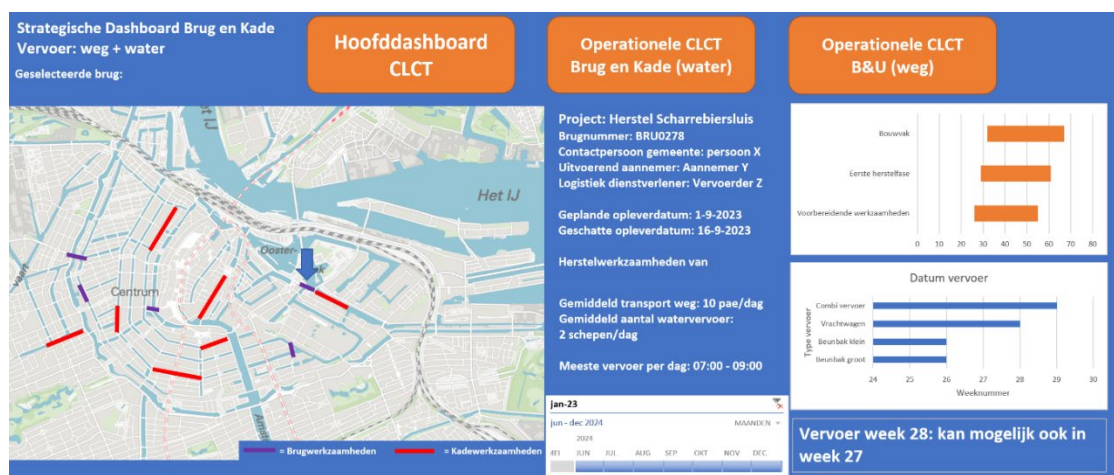 Strategische Dashboard Brug en Kade
Vervoer: weg + water
Geselecteerde brug:
Hoofddashboard
CLCT
Operationele CLCT
Brug en Kade (water)
Operationele CLCT
B&U (weg)
Het IJ
Het IJ
Ooster-
Centrum
vaart
Amste
= Brugwerkzaamheden
= Kadewerkzaamheden
Project: Herstel Scharrebiersluis
Brugnummer: BRU0278
Contactpersoon gemeente: persoon X
Uitvoerend aannemer: Aannemer Y
Logistiek dienstverlener: Vervoerder Z
Geplande opleverdatum: 1-9-2023
Geschatte opleverdatum: 16-9-2023
Herstelwerkzaamheden van
Gemiddeld transport weg: 10 pae/dag
Gemiddeld aantal watervervoer:
2 schepen/dag
Meeste vervoer per dag: 07:00 - 09:00
jan-23
jun - dec 2024
MAANDEN
2024
MEI JUN JUL AUG SEP OKT NOV DEC
Bouwvak
Eerste herstelfase
Voorbereidende werkzaamheden
0 10 20 30 40 50 60 70 80
Datum vervoer
Type vervoer
Combi vervoer
Vrachtwagen
Beunbak klein
Beunbak groot
24 25 26 27 28 29 30
Weeknummer
Vervoer week 28: kan mogelijk ook in
week 27